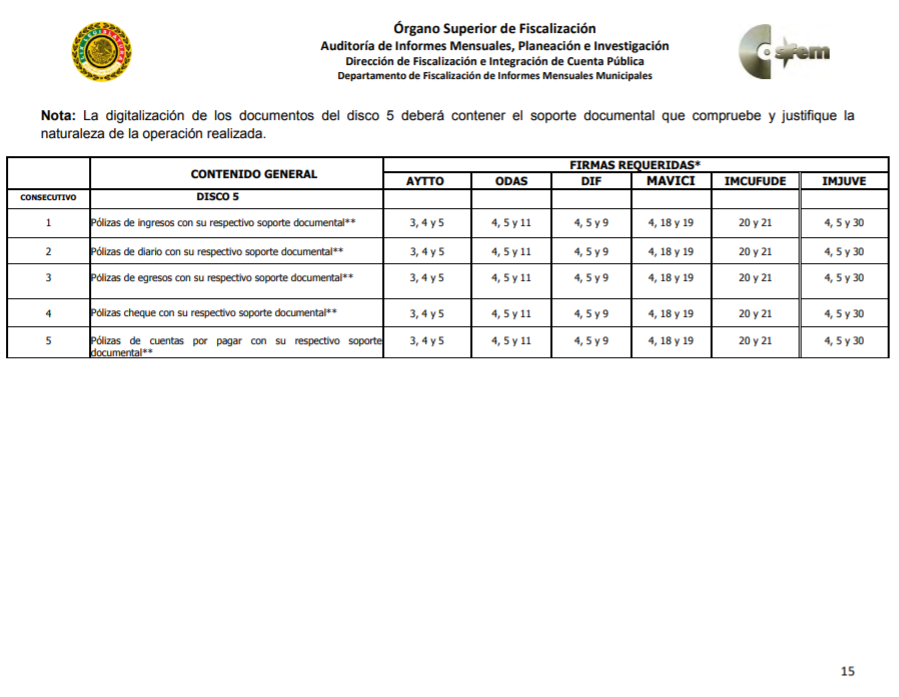 Órgano Superior de Fiscalización
Auditoría de Informes Mensuales, Planeación e Investigación
Dirección de Fiscalización e Integración de Cuenta Pública
Departamento de Fiscalización de Informes Mensuales Municipales
osfem
Nota: La digitalización de los documentos del disco 5 deberá contener el soporte documental que compruebe y justifique la
naturaleza de la operación realizada.
CONTENIDO GENERAL FIRMAS REQUERIDAS*
AYTTO ODAS DIF MAVICI IMCUFUDE IMJUVE
CONSECUTIVO DISCO 5
1 Pólizas de ingresos con su respectivo soporte documental** 3, 4 y 5 4, 5 y 11 4, 5 y 9 4, 18 y 19 20 y 21 4, 5 y 30
2 Pólizas de diario con su respectivo soporte documental** 3, 4 y 5 4, 5 y 11 4, 5 y 9 4, 18 y 19 20 y 21 4, 5 y 30
3 Pólizas de egresos con su respectivo soporte documental** 3, 4 y 5 4, 5 y 11 4, 5 y 9 4, 18 y 19 20 y 21 4, 5 y 30
4 Pólizas cheque con su respectivo soporte documental** 3, 4 y 5 4, 5 y 11 4, 5 y 9 4, 18 y 19 20 y 21 4, 5 y 30
5 Pólizas de cuentas por pagar con su respectivo soporte 3, 4 y 5 4, 5 y 11 4, 5 y 9 4, 18 y 19 20 y 21 4, 5 y 30
documental**
15